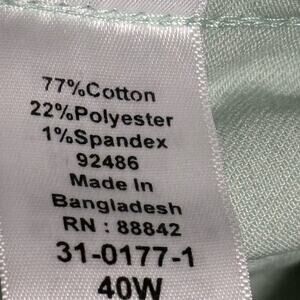 77%Cotton
22%Polyester
1%Spandex
92486
Made In
Bangladesh
RN : 88842
31-0177-1
40W